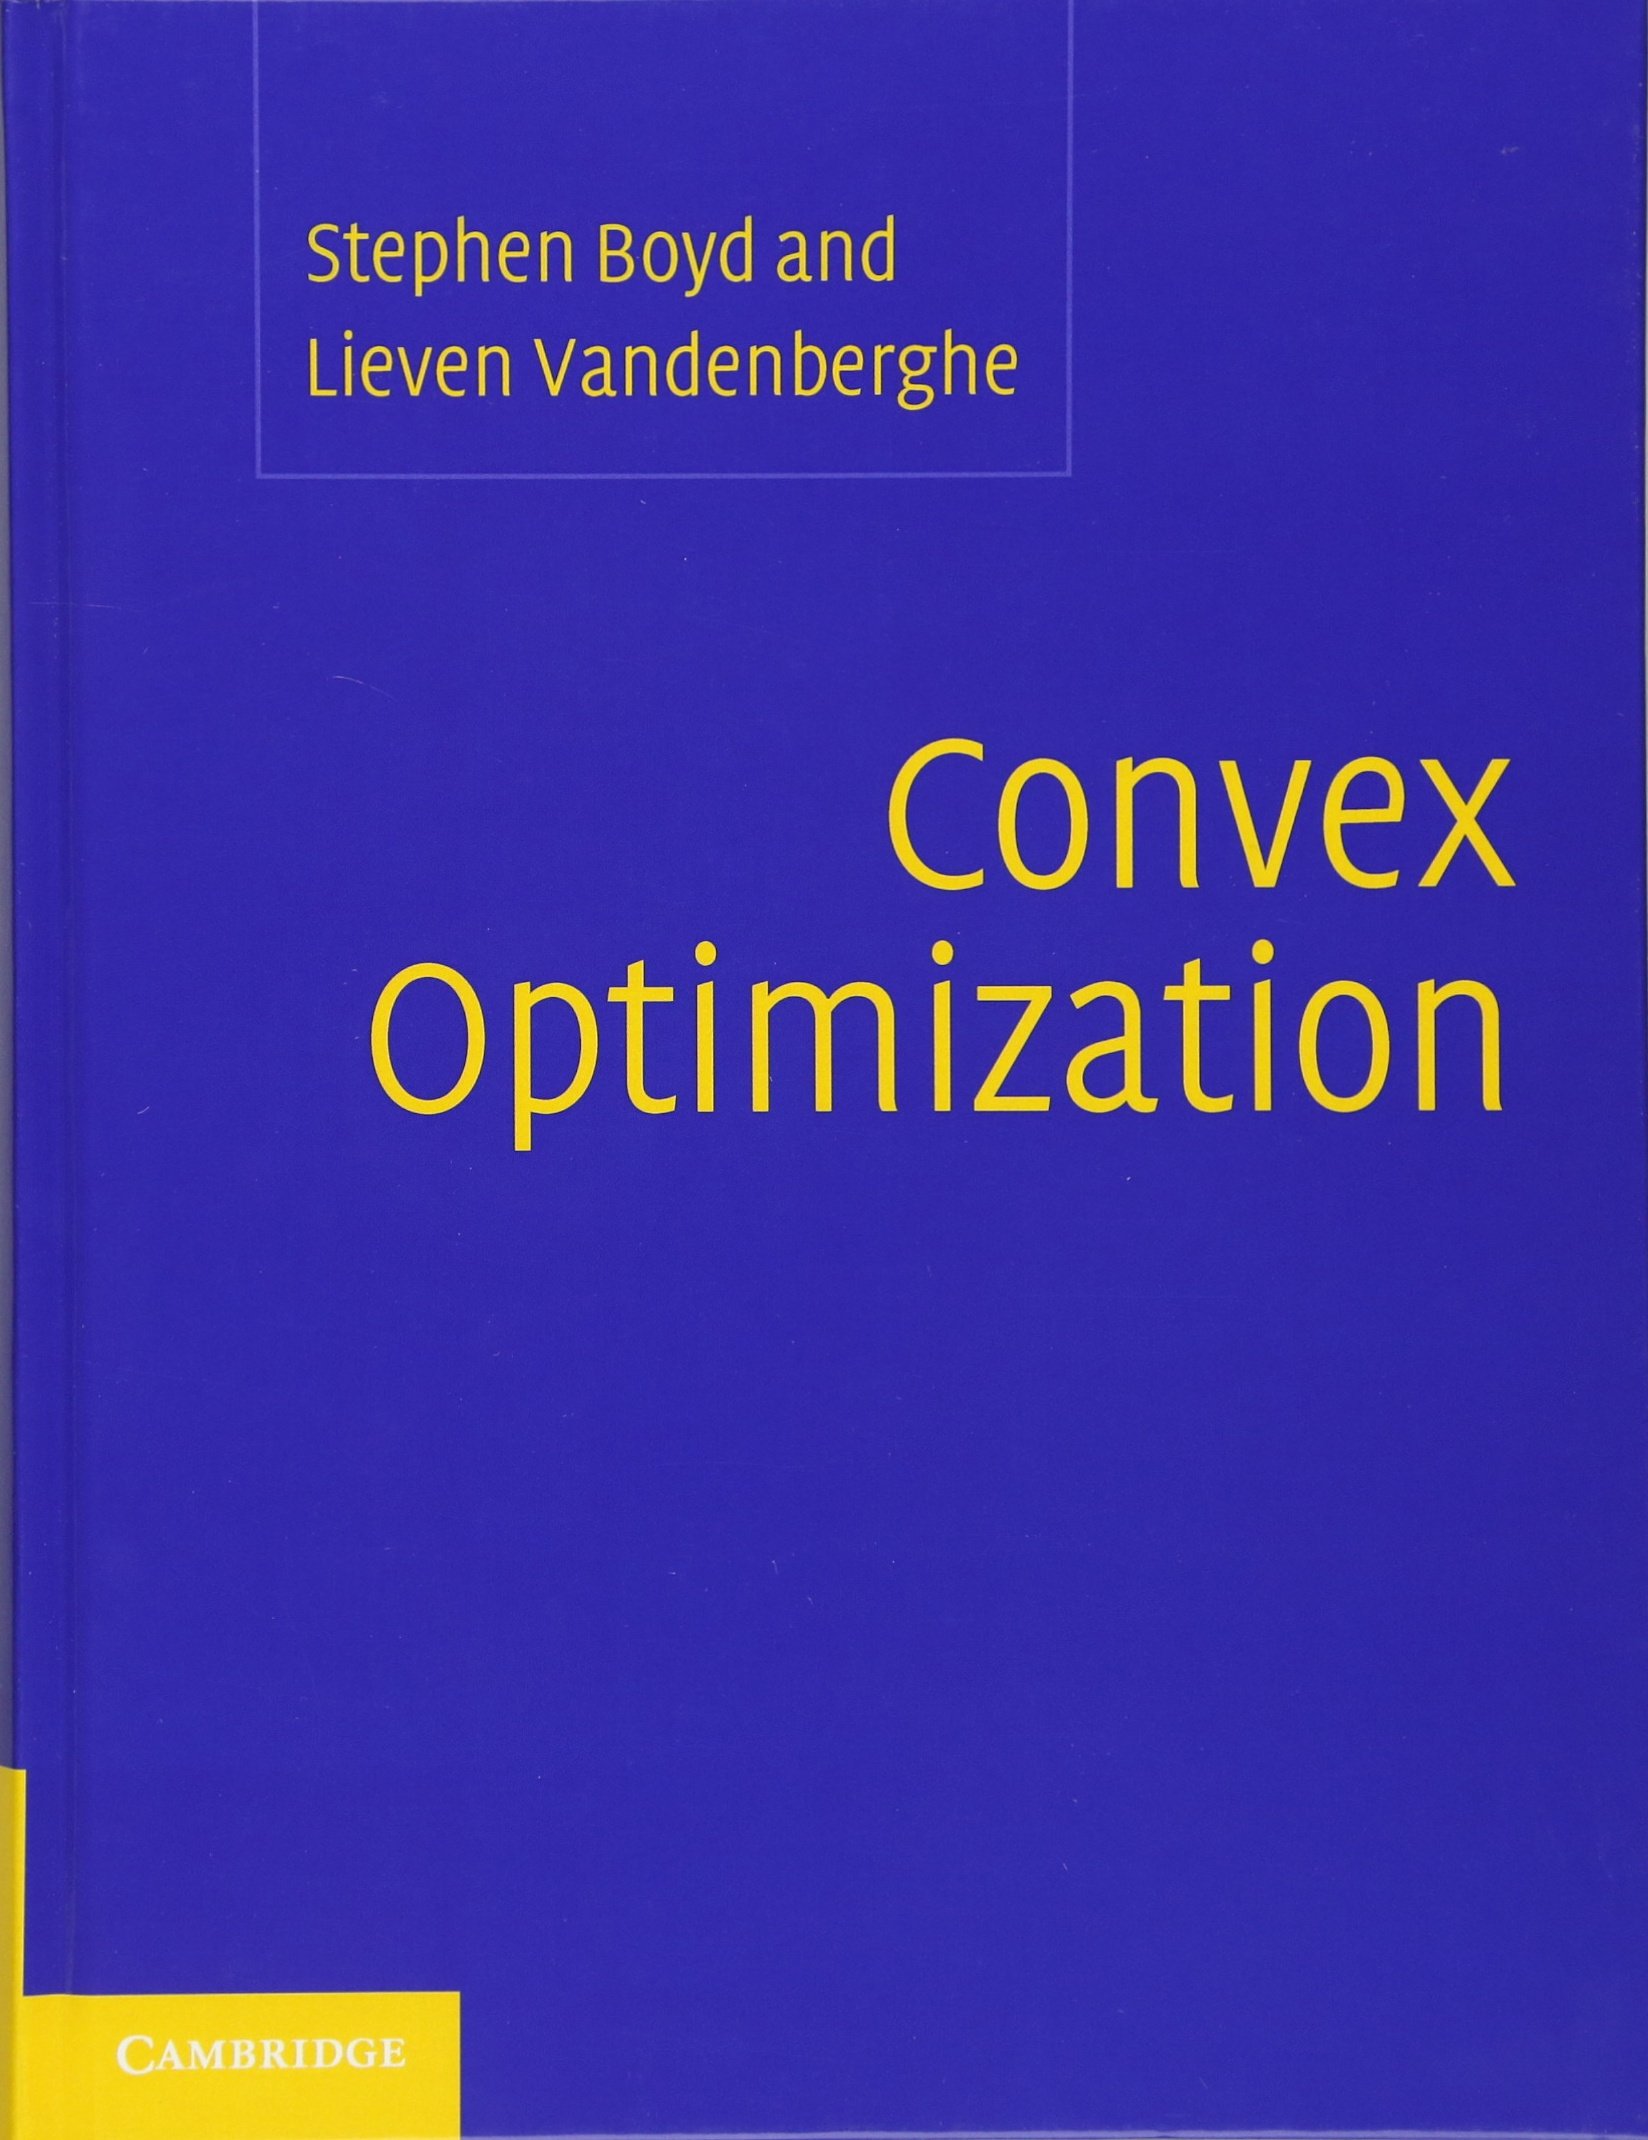 Stephen Boyd and
Lieven Vandenberghe
Convex
Optimization
CAMBRIDGE